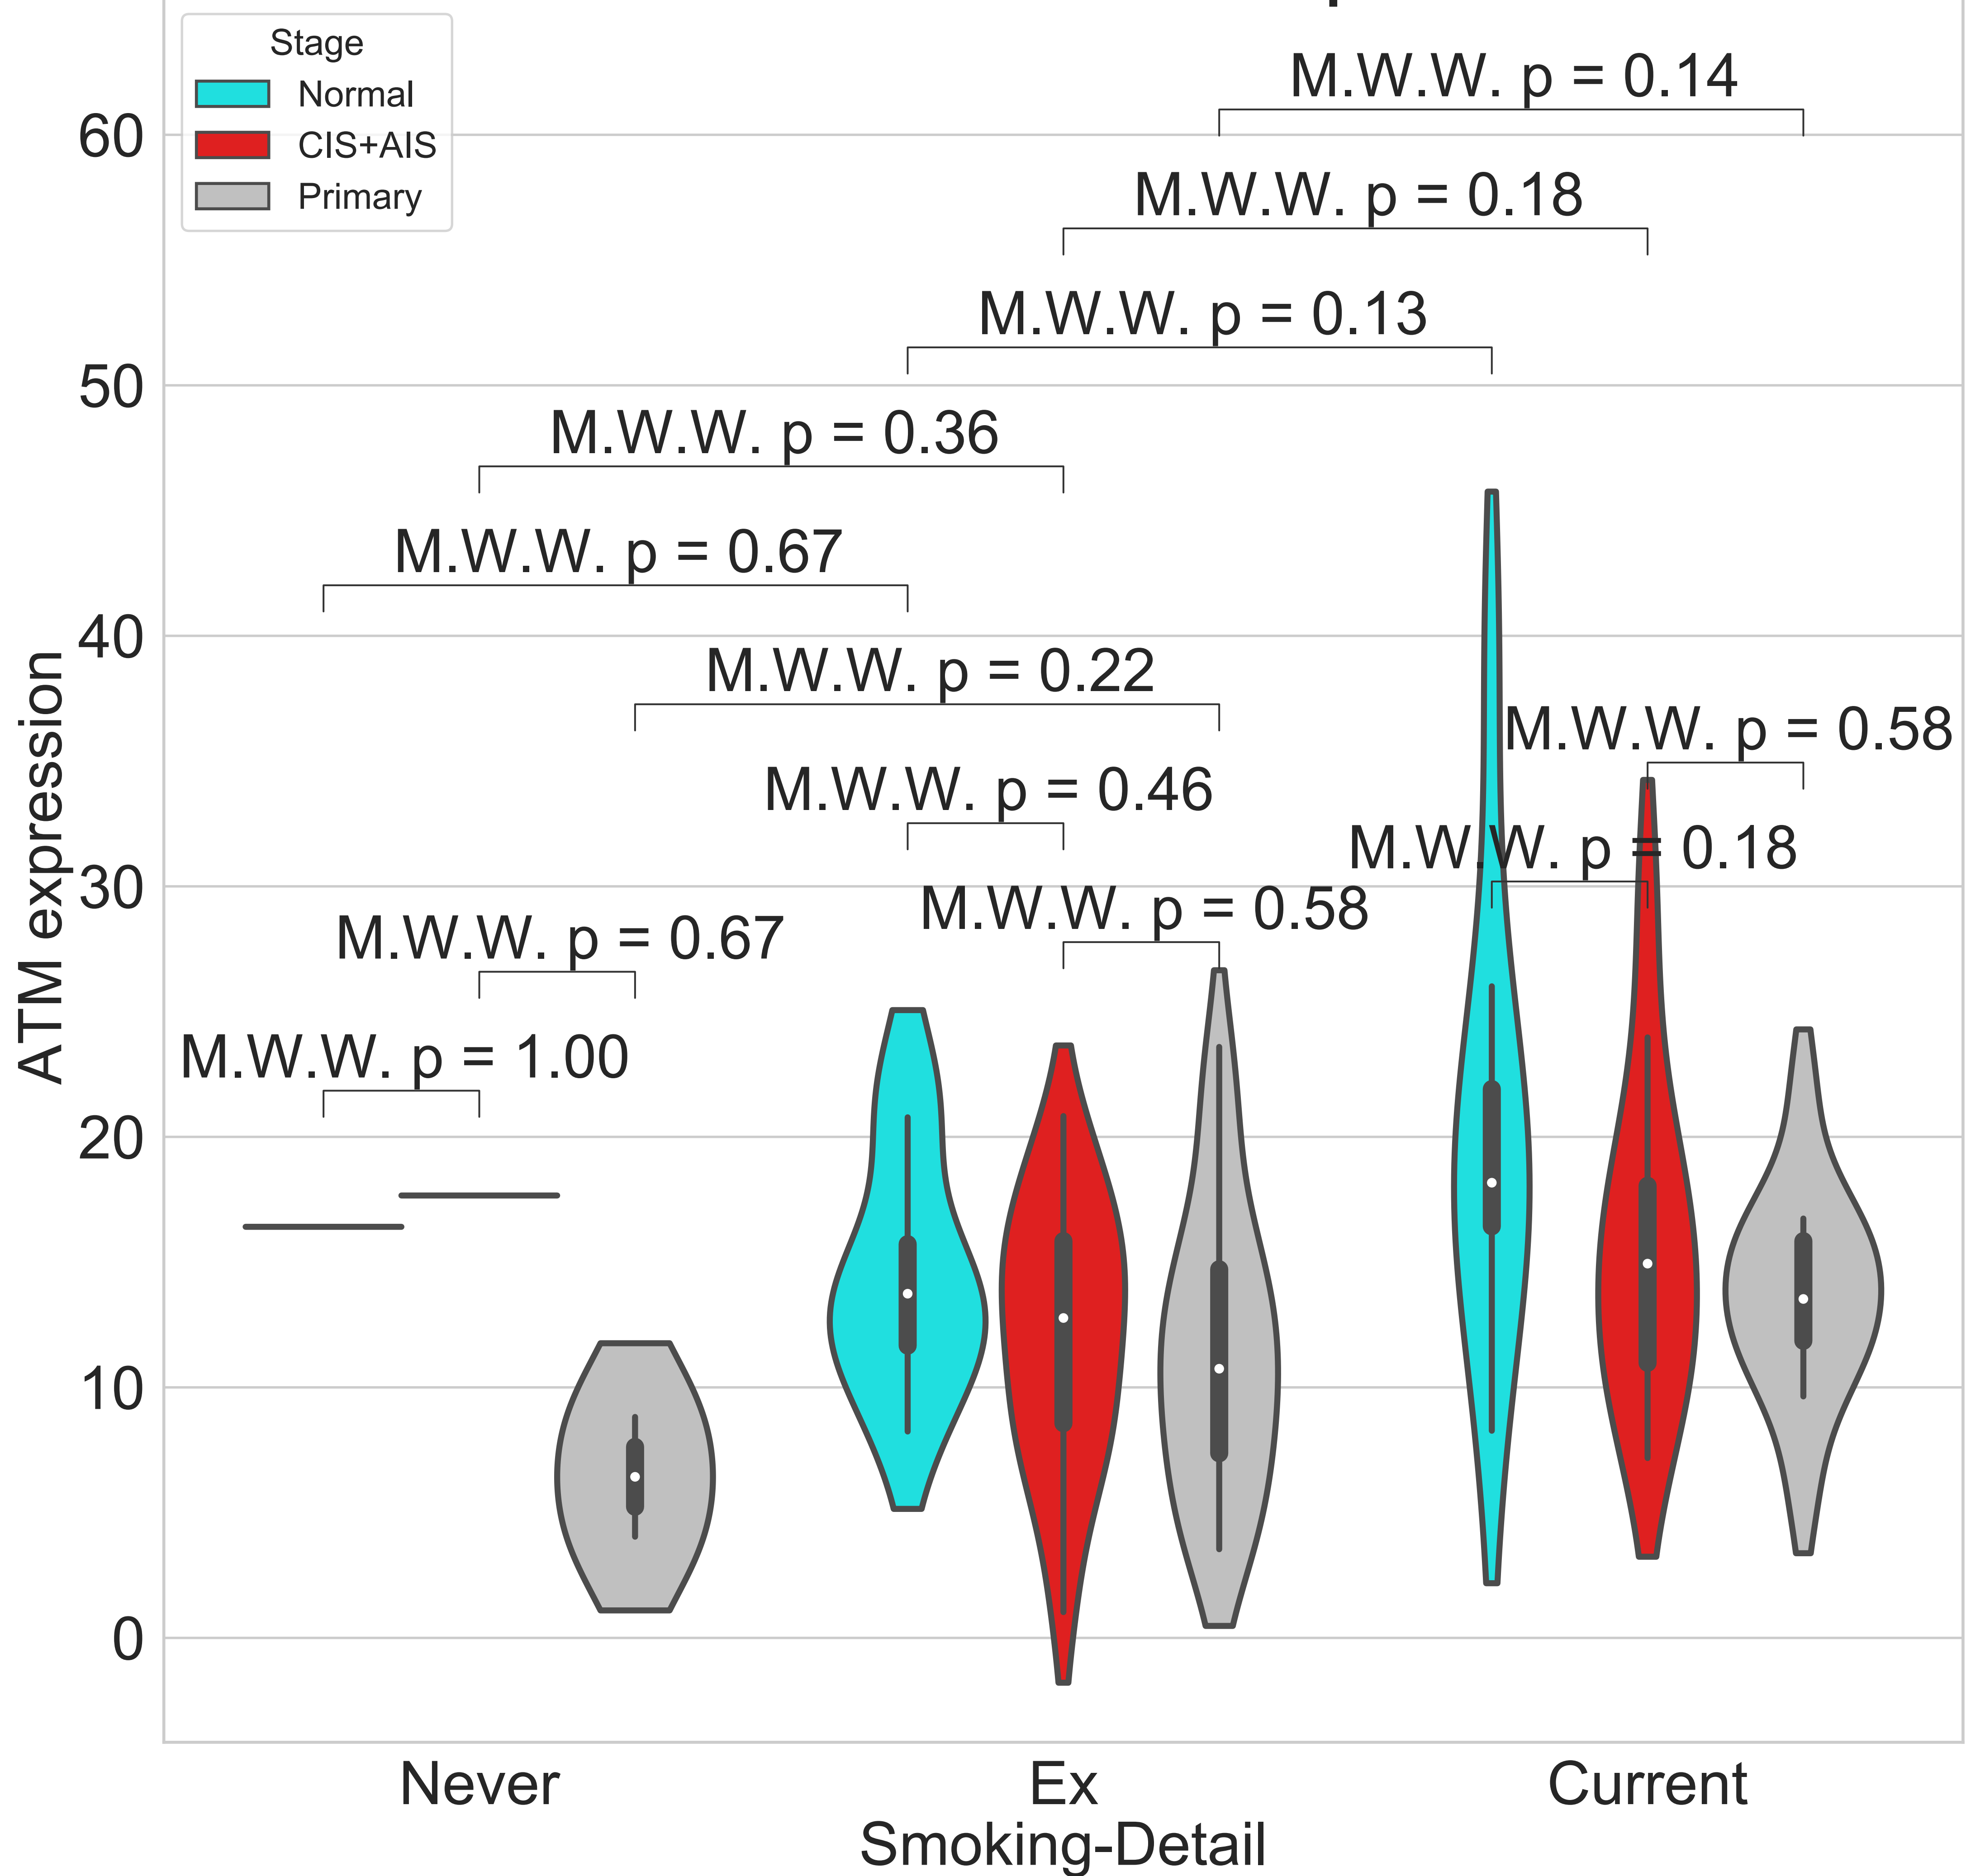 Stage
Normal
CIS+AIS
Primary
M.W.W. p = 0.14
M.W.W. p = 0.18
M.W.W. p = 0.13
M.W.W. p = 0.36
M.W.W. p = 0.67
M.W.W. p = 0.22
M.W.W. p = 0.58
M.W.W. p = 0.46
M.W.W. p = 0.18
M.W.W. p = 0.58
M.W.W. p = 0.67
M.W.W. p = 1.00
ATM expression
60
50
40
30
20
10
0
Never
Ex
Current
Smoking-Detail